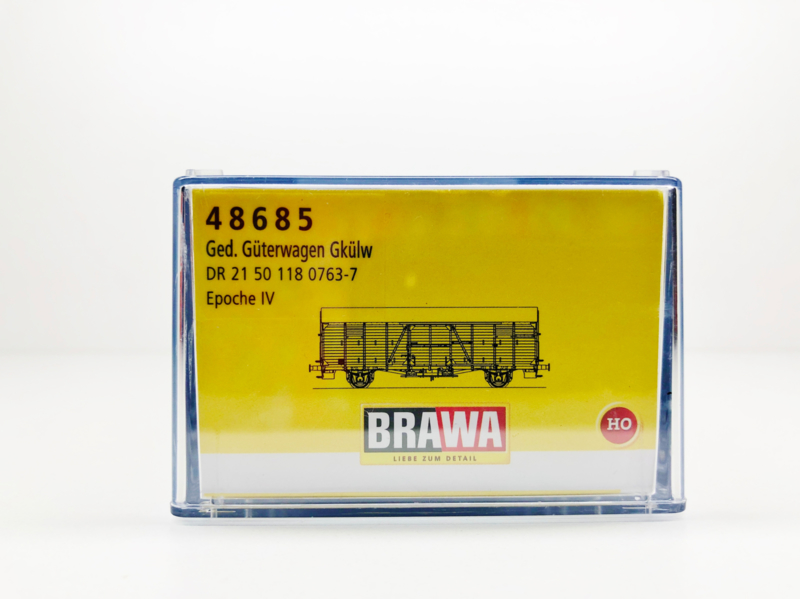 48685
Ged. Güterwagen Gkülw
DR 21 50 118 0763-7
Epoche IV
BRAWA
LIEBE ZUM DETAIL
HO